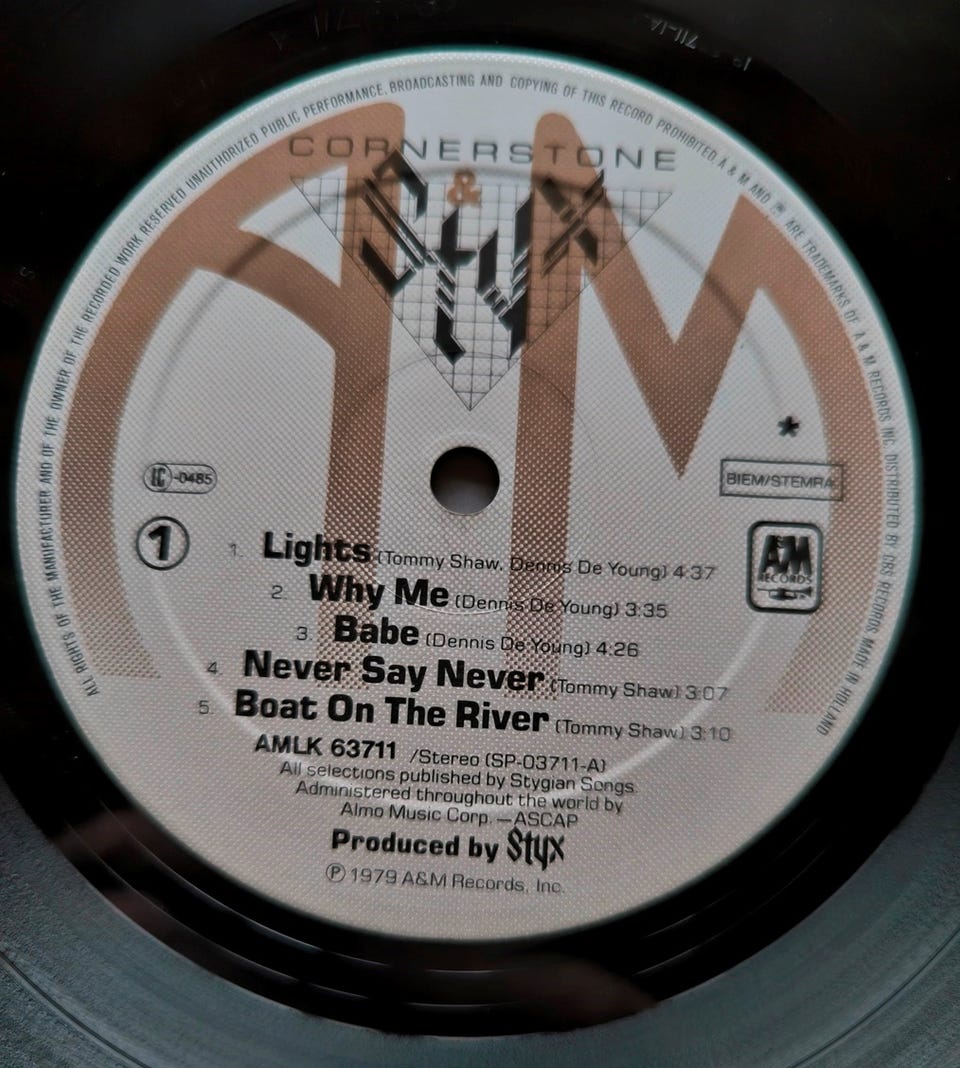 ALL RIGHTS OF THE MANUFACTURER AND OF THE OWNER OF THE RECORDED WORK RESERVED UNAUTHORIZED PUBLIC PERFORMANCE, BROADCASTING AND COPYING OF THIS RECORD PROHIBITED A & M AND ℗ ARE TRADEMARKS OF A & M RECORDS INC. DISTRIBUTED BY CBS RECORDS MADE IN HOLLAND
CORNERSTONE
A&M
Styx
*
LC-0485
BIEM/STEMRA
1
A&M RECORDS
1. Lights (Tommy Shaw, Dennis De Young) 4:37
2. Why Me (Dennis De Young) 3:35
3. Babe (Dennis De Young) 4:26
4. Never Say Never (Tommy Shaw) 3:07
5. Boat On The River (Tommy Shaw) 3:10
AMLK 63711 /Stereo (SP-03711-A)
All selections published by Stygian Songs
Administered throughout the world by
Almo Music Corp. —ASCAP
Produced by Styx
℗ 1979 A&M Records, Inc.